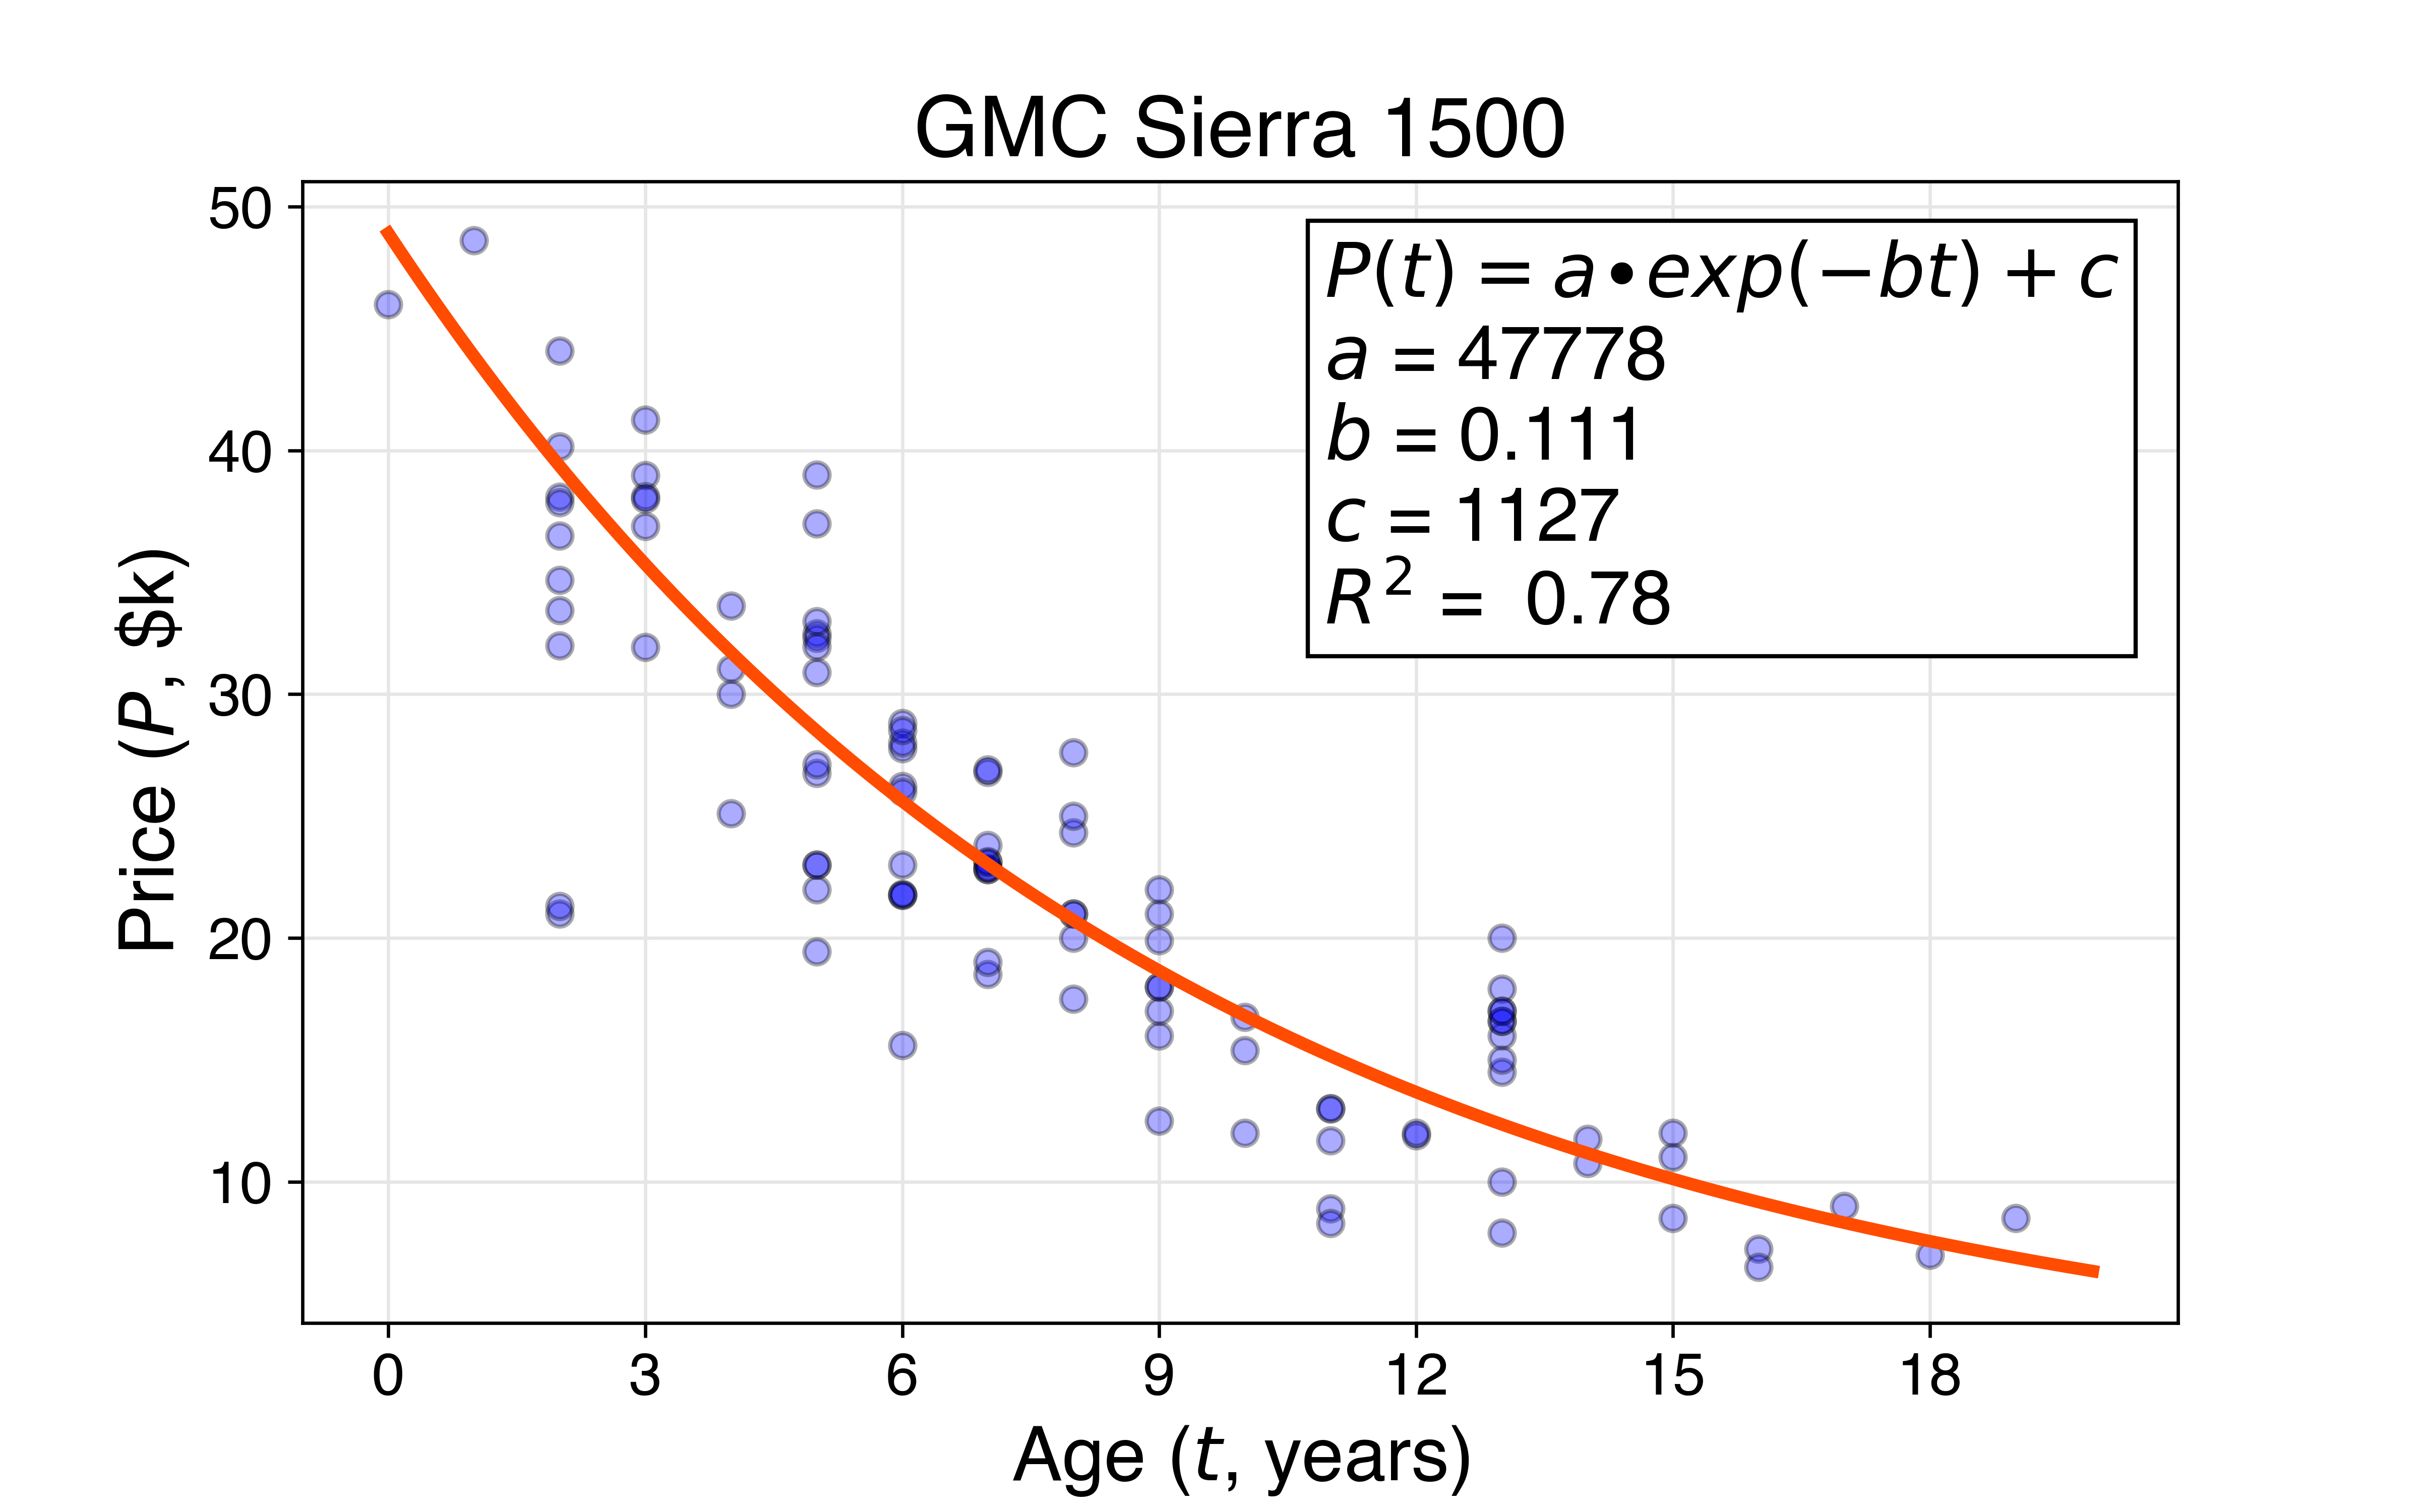 GMC Sierra 1500
50
40
30
20
10
Price (P, $k)
P(t) = a•exp(−bt) + c
a = 47778
b = 0.111
c = 1127
R² = 0.78
0 3 6 9 12 15 18
Age (t, years)